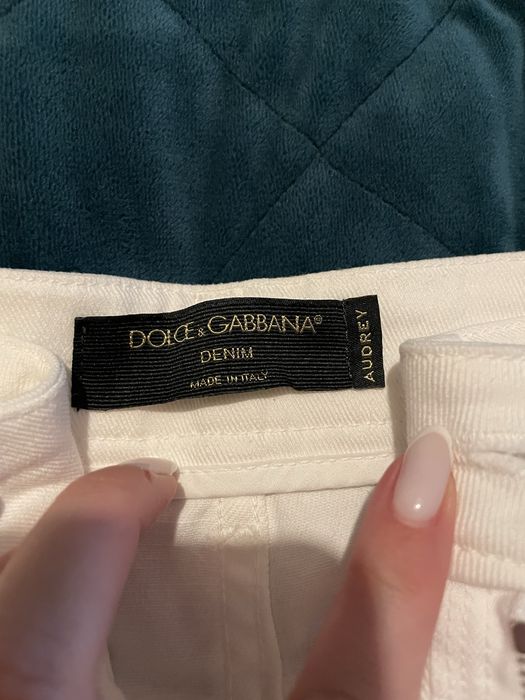 DOLCE & GABBANA®
DENIM
MADE IN ITALY
AUDREY